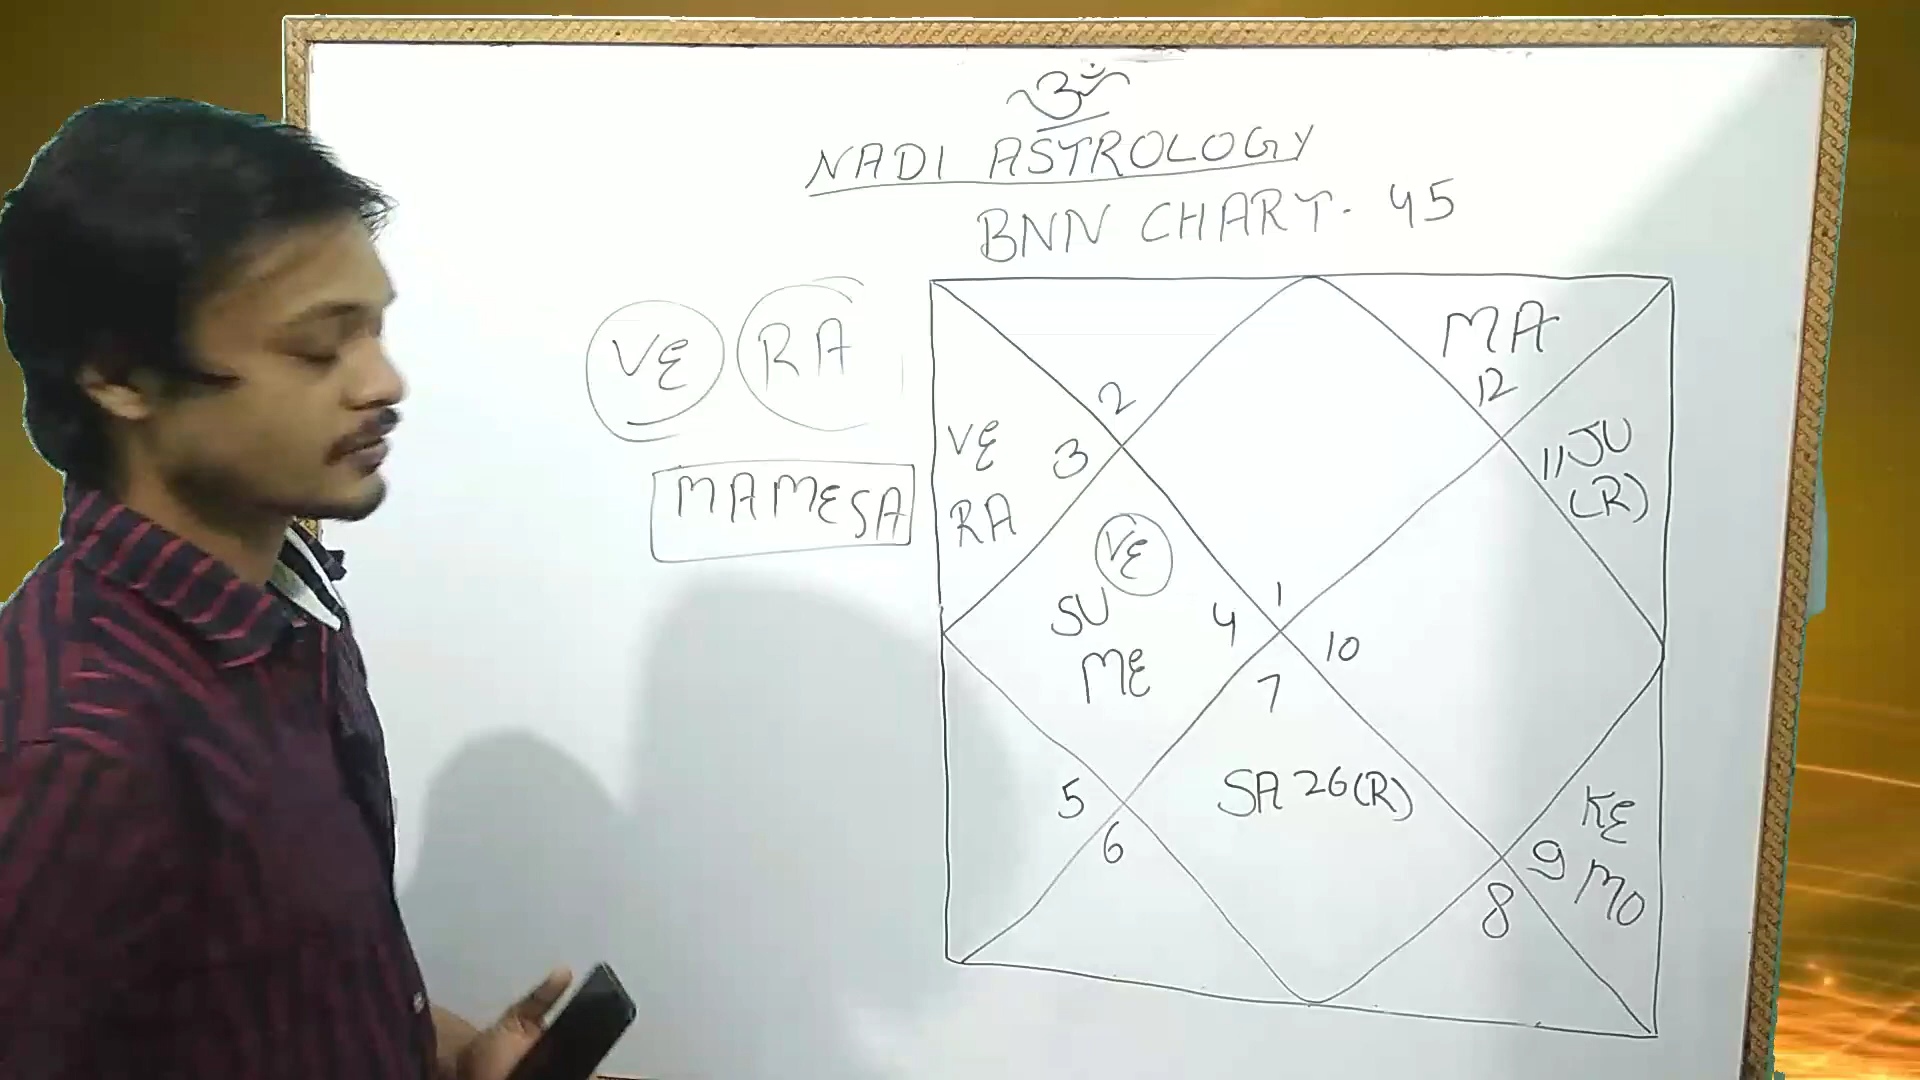 ॐ
NADI ASTROLOGY
BNN CHART. 45
VE RA
MAMESA
MA
12
2
VE
3
RA
11 JU
(R)
VE
SU
ME
4
1
10
7
5
6
SA 26(R)
KE
9
MO
8